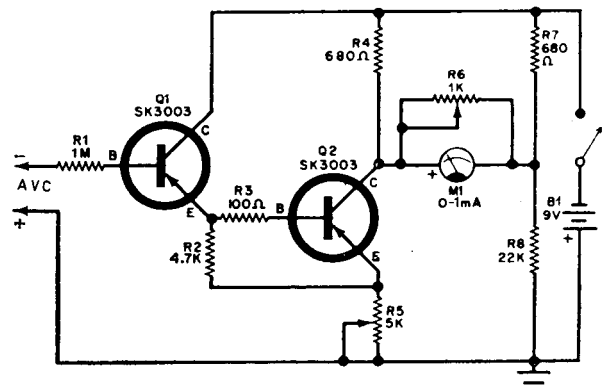 R4
680Ω
R7
680
Ω
R6
1K
Q1
SK3003
C
R1
1M
B
Q2
SK3003
C
−
AVC
+
E
R3
100Ω
B
+
M1
0-1mA
B1
9V
+
R2
4.7K
E
R8
22K
R5
5K